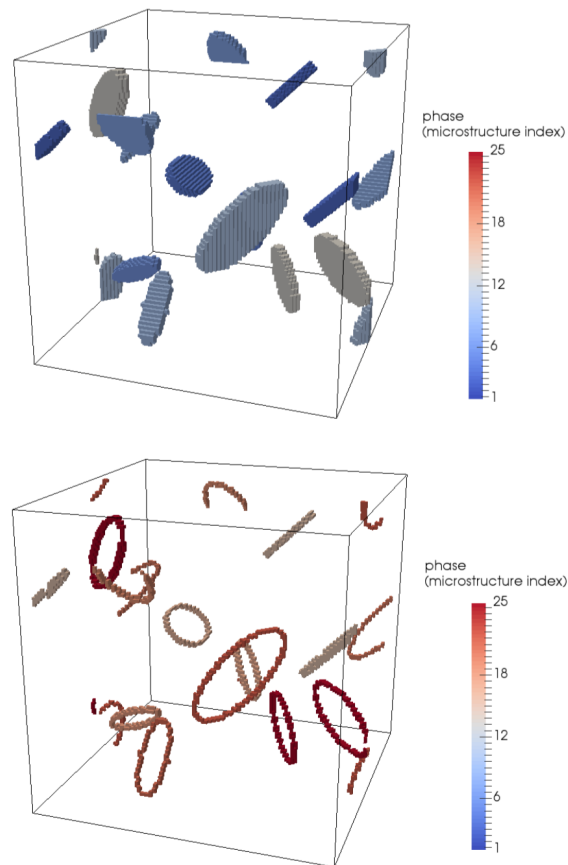 phase
(microstructure index)
25
18
12
6
1
phase
(microstructure index)
25
18
12
6
1